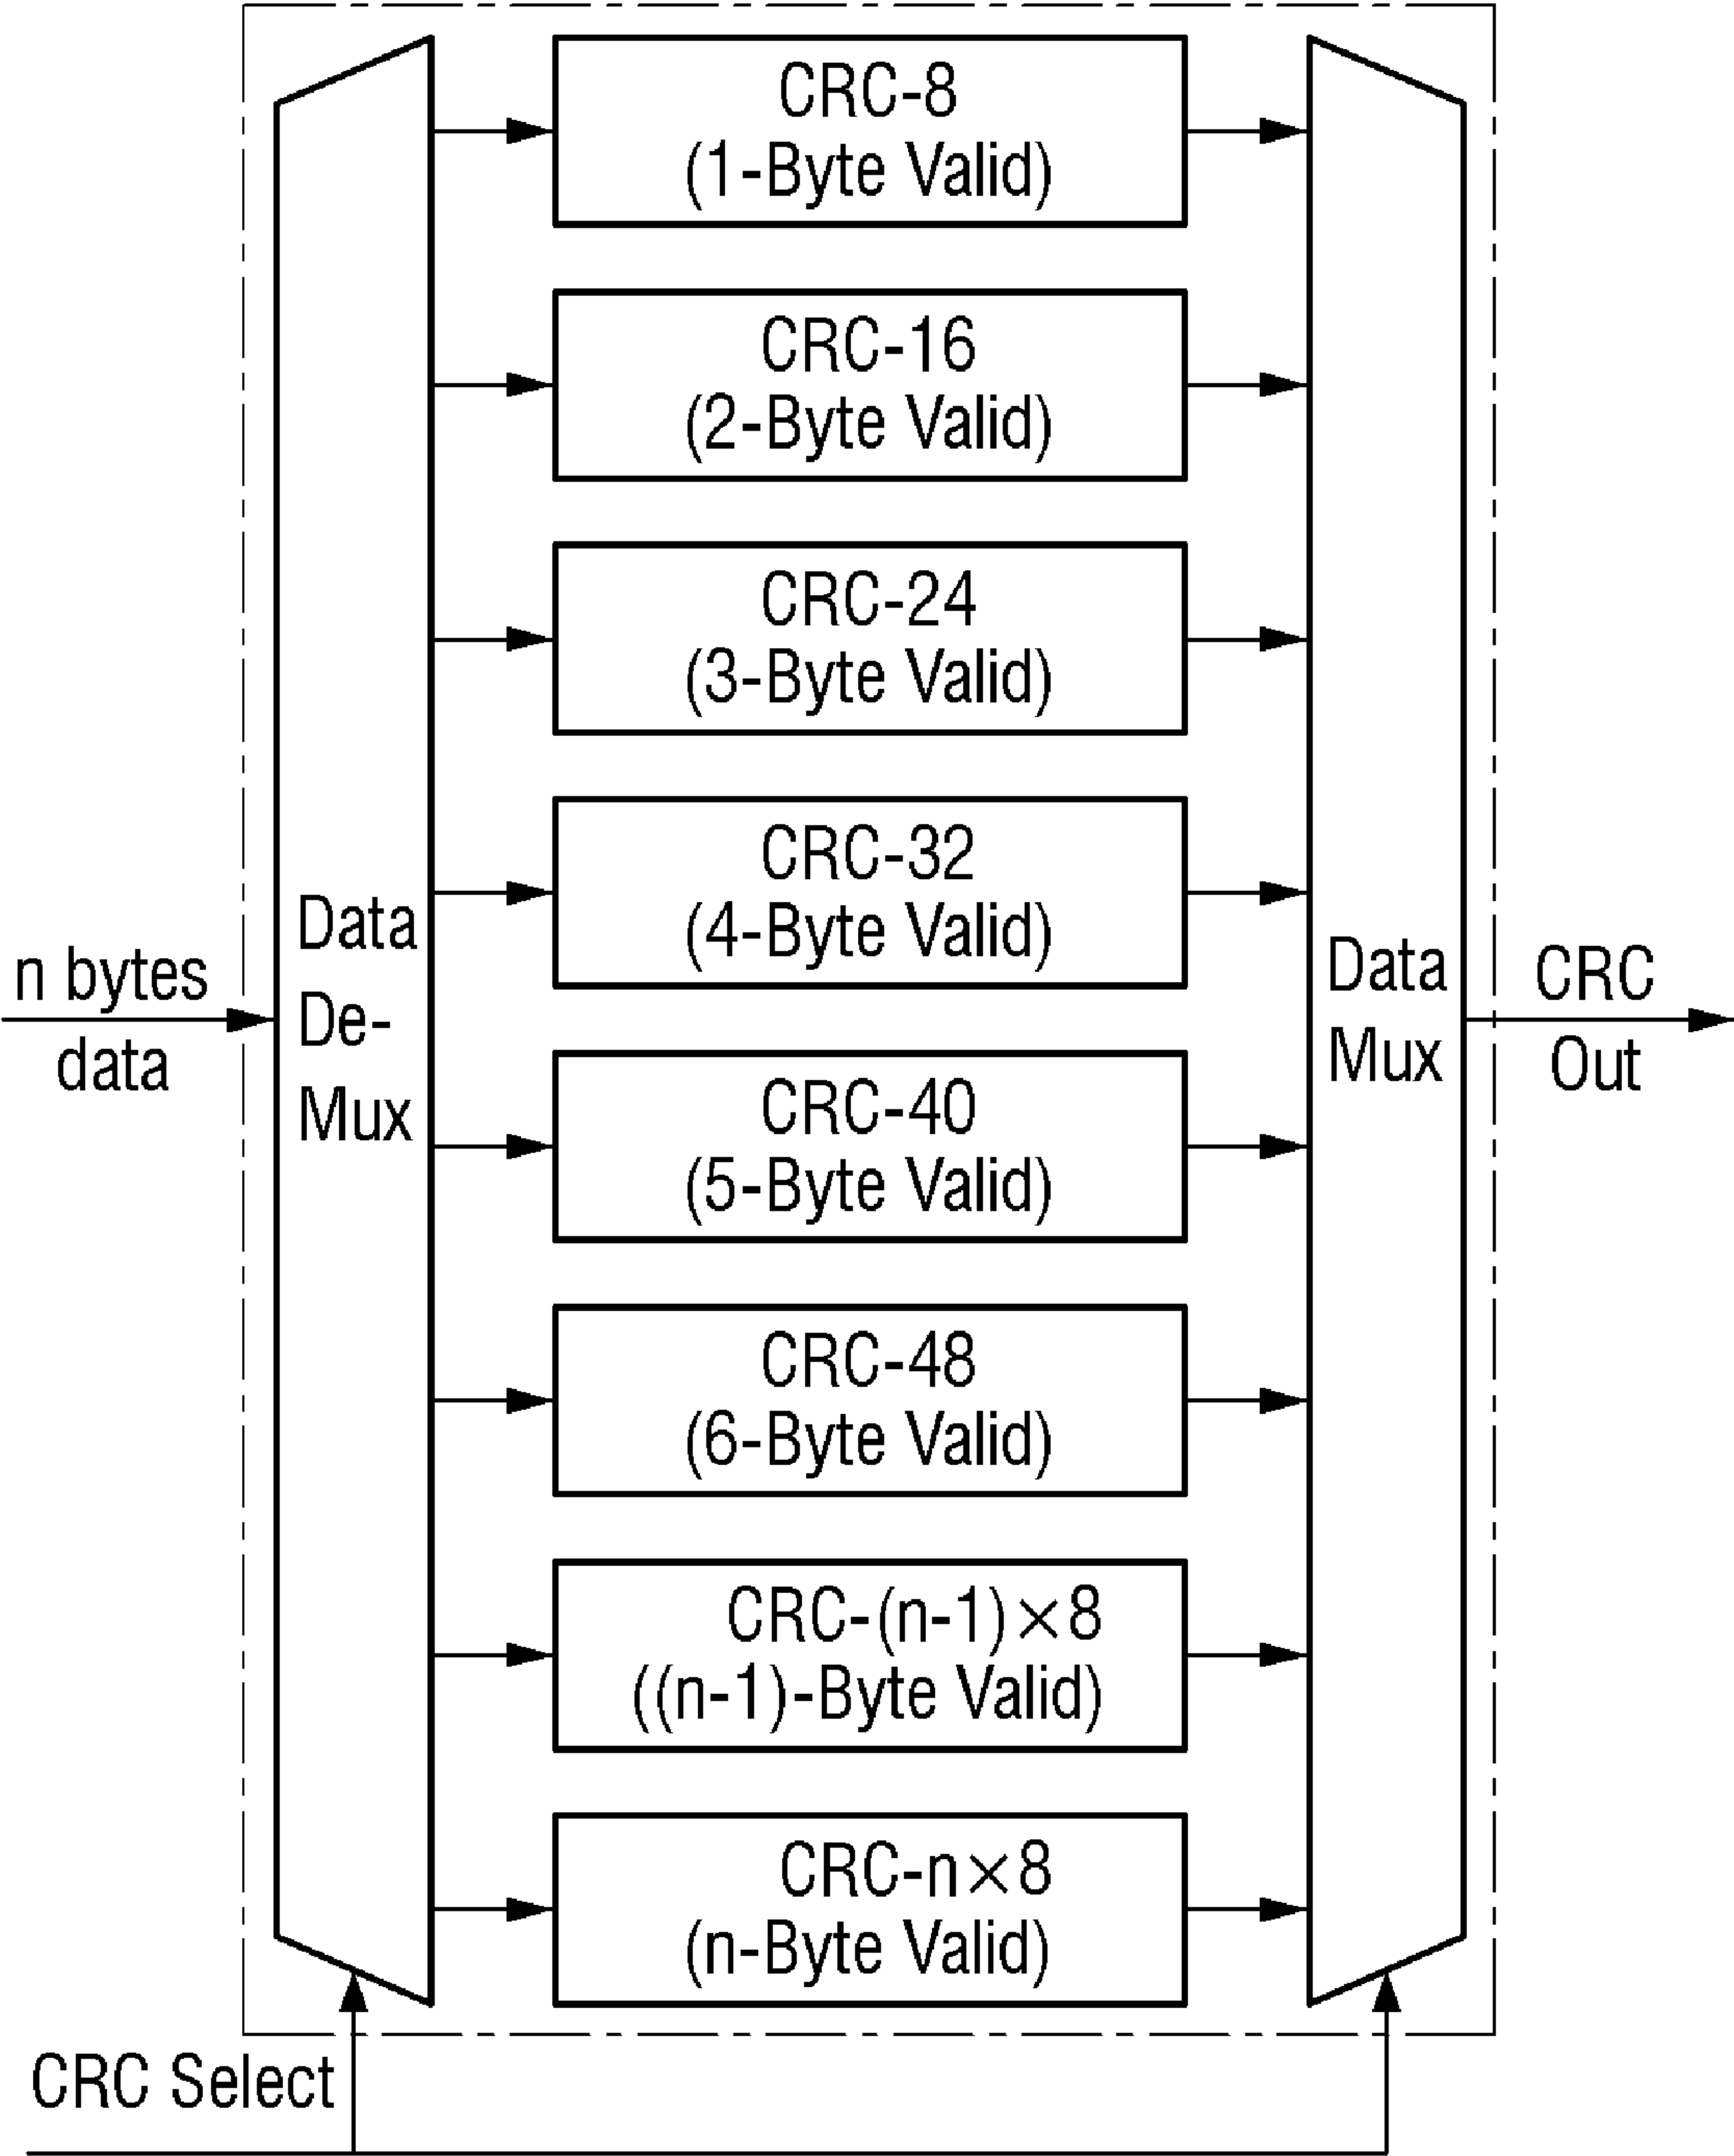 CRC-8
(1-Byte Valid)
CRC-16
(2-Byte Valid)
CRC-24
(3-Byte Valid)
CRC-32
(4-Byte Valid)
n bytes
data
Data
De-
Mux
Data
Mux
CRC
Out
CRC-40
(5-Byte Valid)
CRC-48
(6-Byte Valid)
CRC-(n-1)×8
((n-1)-Byte Valid)
CRC-n×8
(n-Byte Valid)
CRC Select